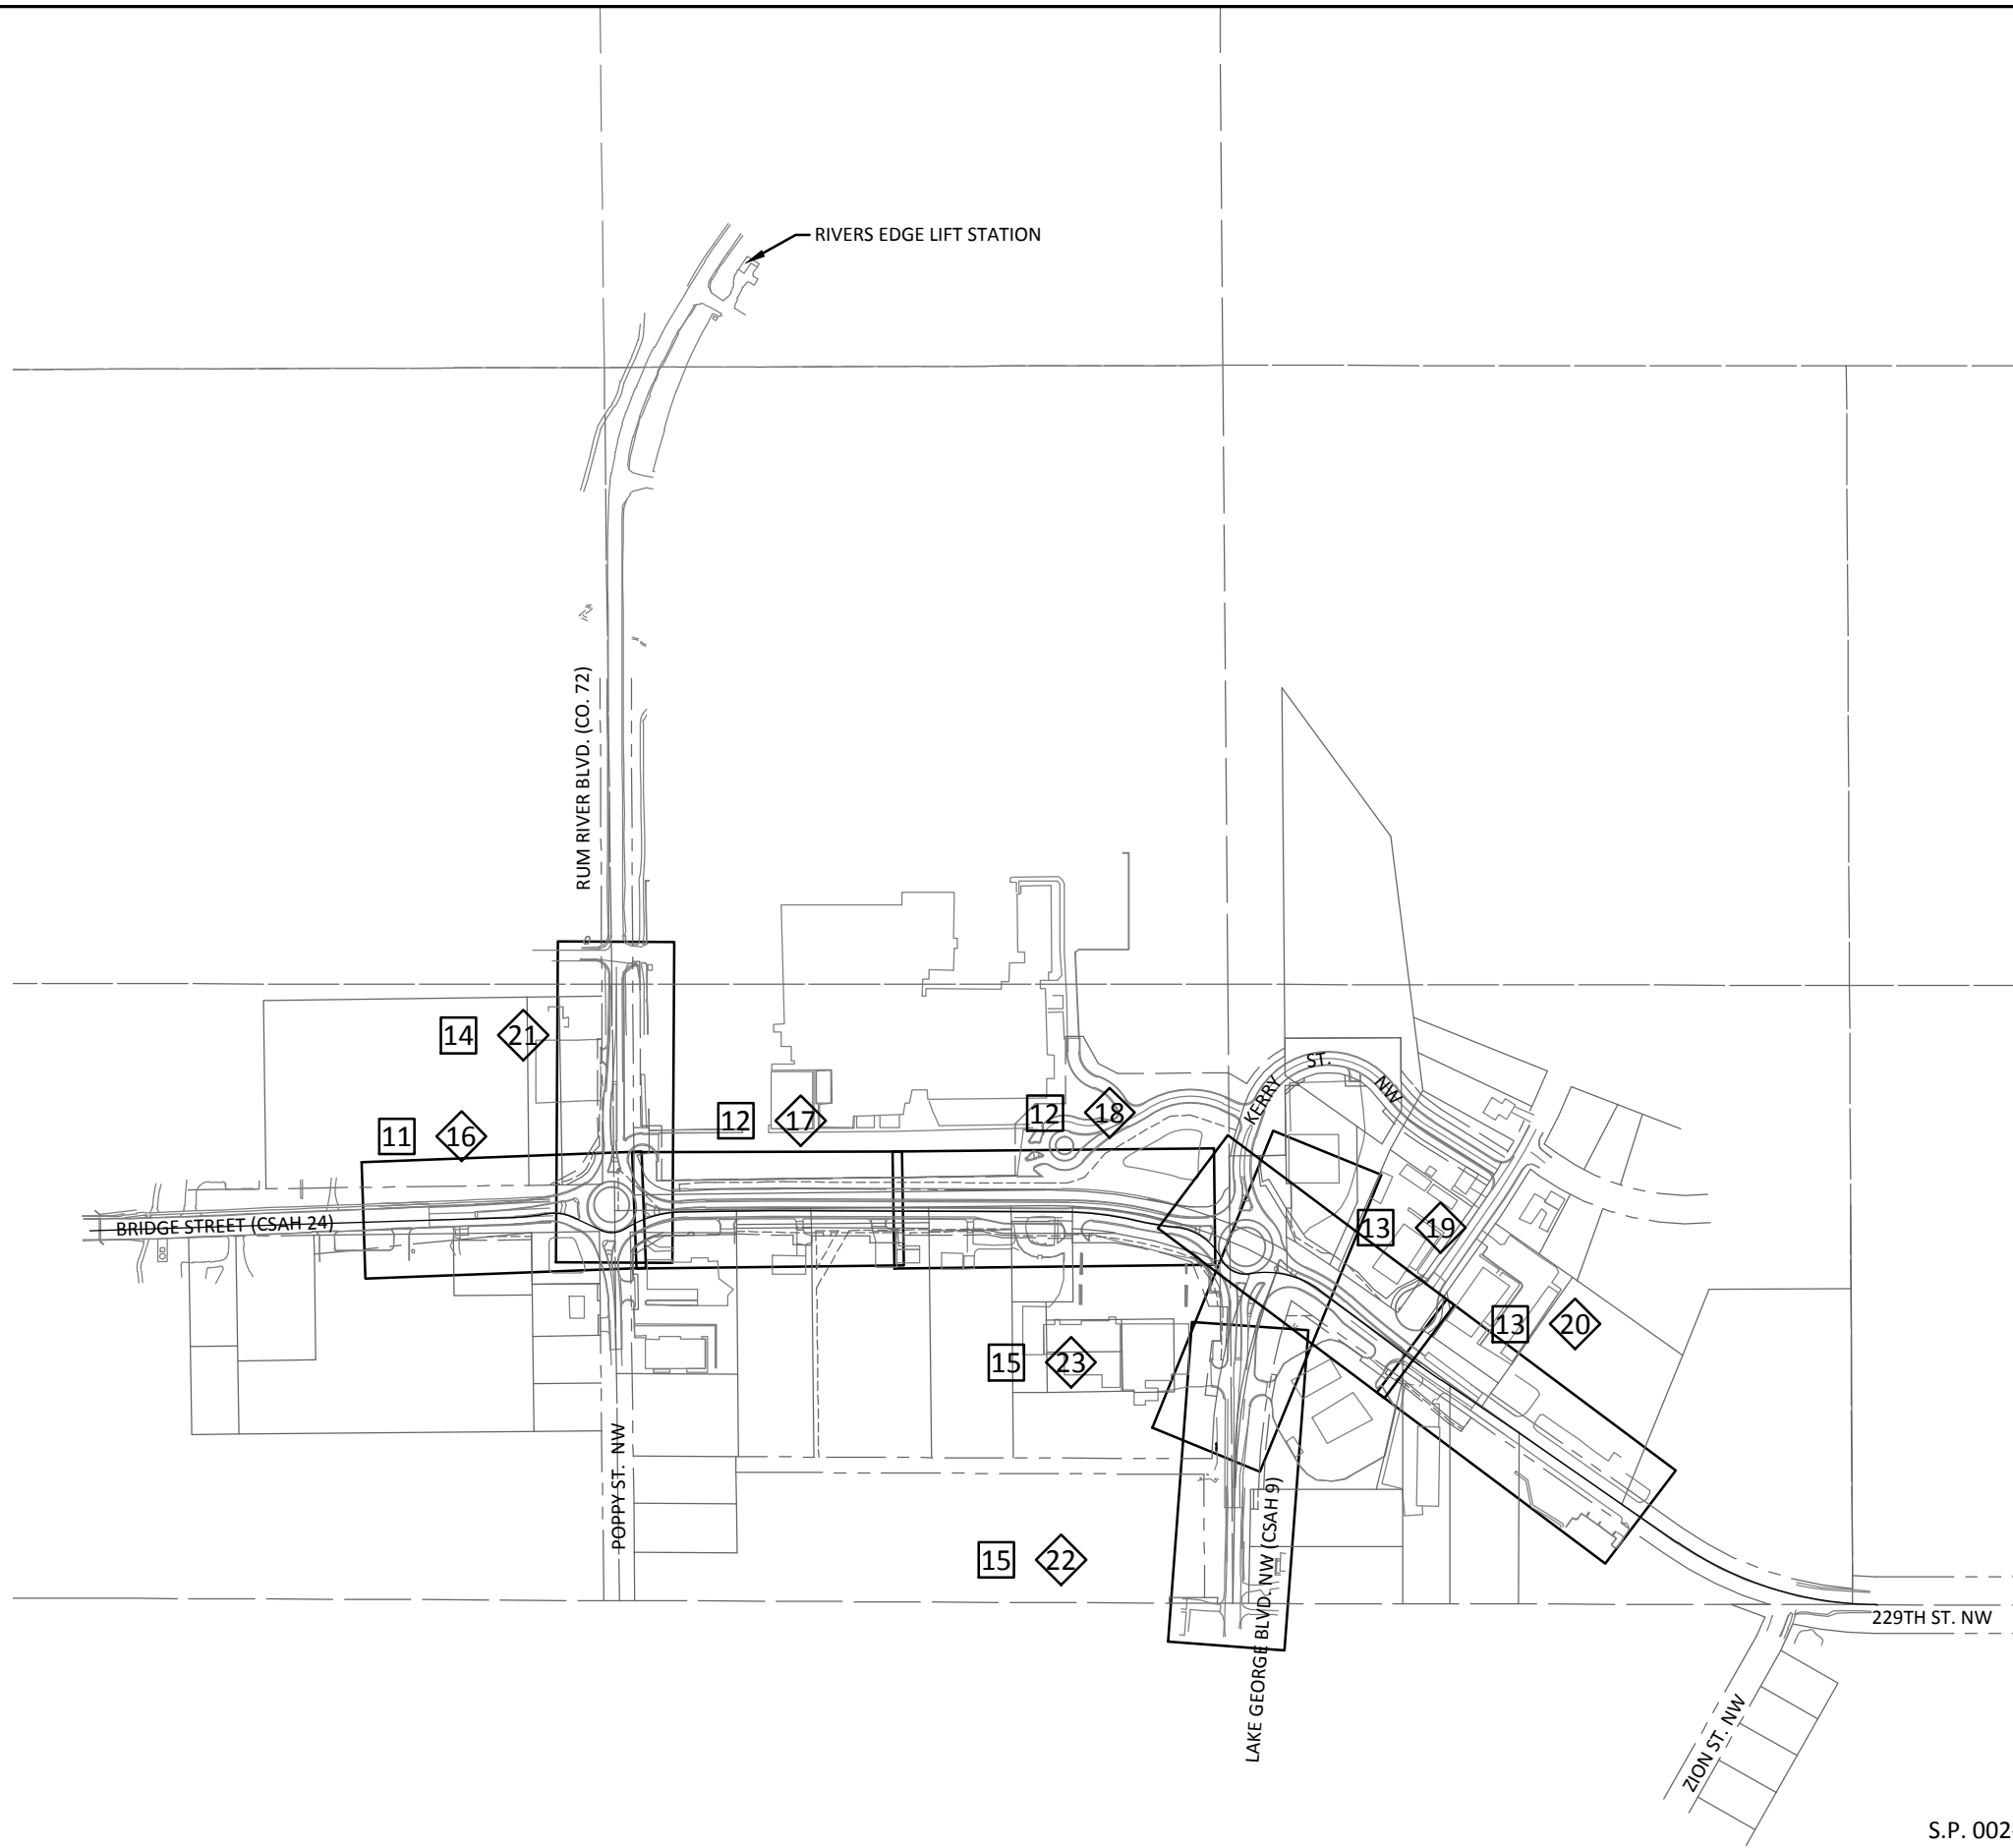 RIVERS EDGE LIFT STATION
RUM RIVER BLVD. (CO. 72)
14 21
11 16
12 17
12 18
KERRY ST. NW
BRIDGE STREET (CSAH 24)
13 19
13 20
15 23
POPPY ST. NW
15 22
LAKE GEORGE BLVD. NW (CSAH 9)
229TH ST. NW
ZION ST. NW
S.P. 002